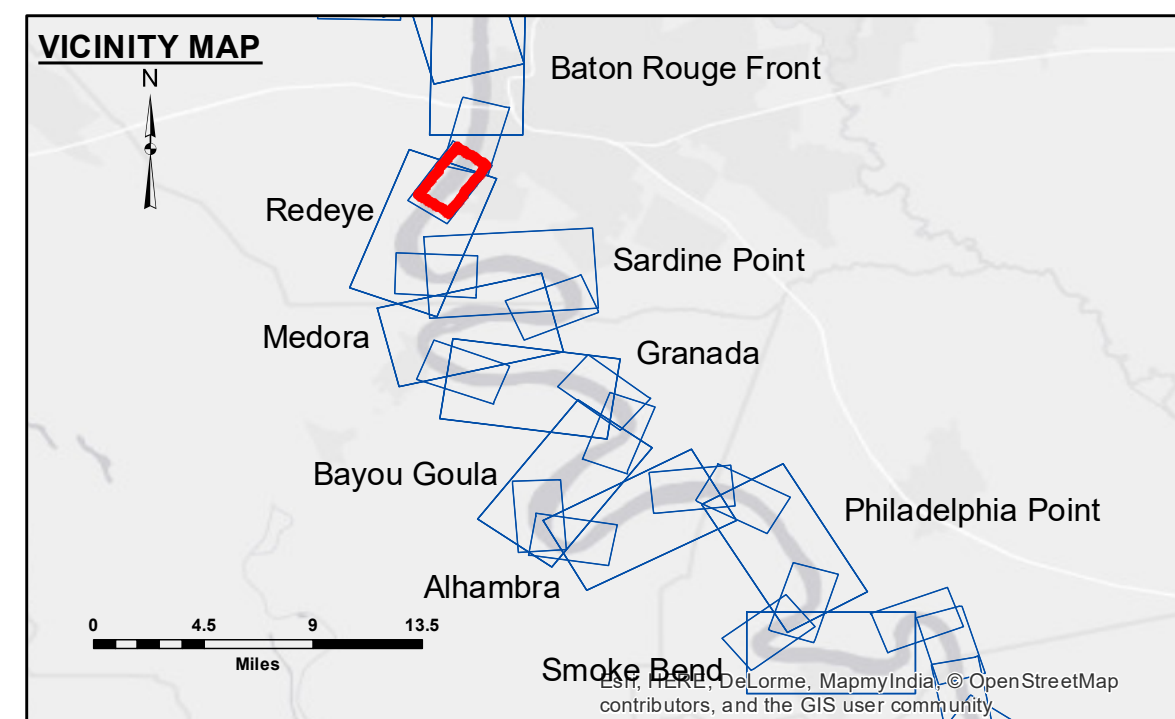 VICINITY MAP
N
Baton Rouge Front
Redeye
Sardine Point
Medora
Granada
Bayou Goula
Philadelphia Point
Alhambra
0 4.5 9 13.5
Miles
Smoke Bend
Esri, HERE, DeLorme, MapmyIndia, © OpenStreetMap
contributors, and the GIS user community